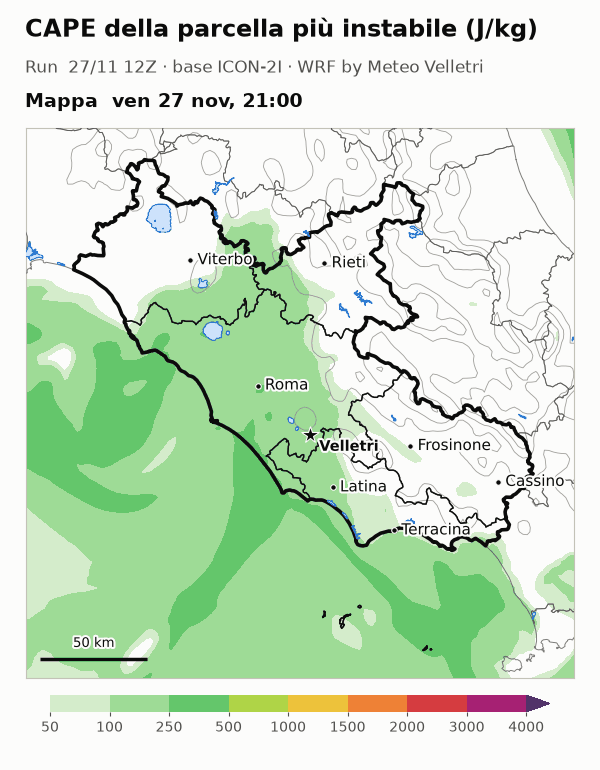 CAPE della parcella più instabile (J/kg)
Run  27/11 12Z · base ICON-2I · WRF by Meteo Velletri
Mappa  ven 27 nov, 21:00
Viterbo
Rieti
Roma
Velletri
Frosinone
Cassino
Latina
Terracina
50 km
50 100 250 500 1000 1500 2000 3000 4000